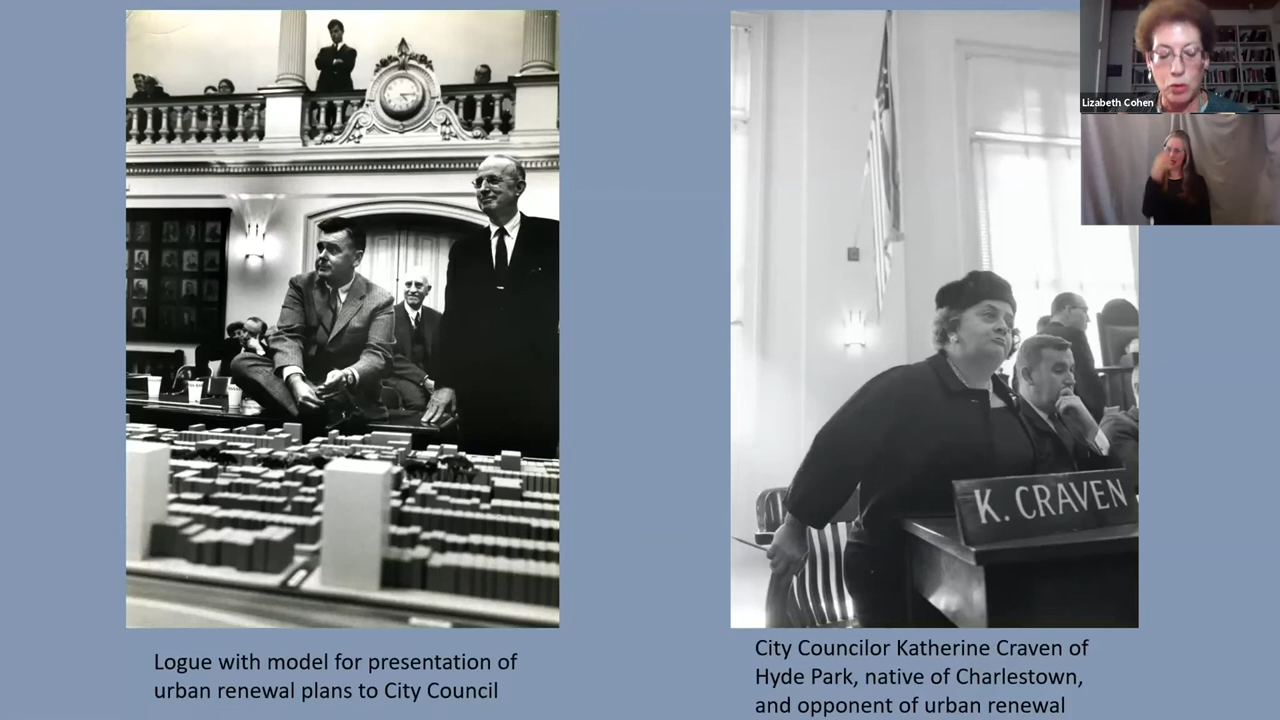 Lizabeth Cohen
K. CRAVEN
Logue with model for presentation of
urban renewal plans to City Council
City Councilor Katherine Craven of
Hyde Park, native of Charlestown,
and opponent of urban renewal